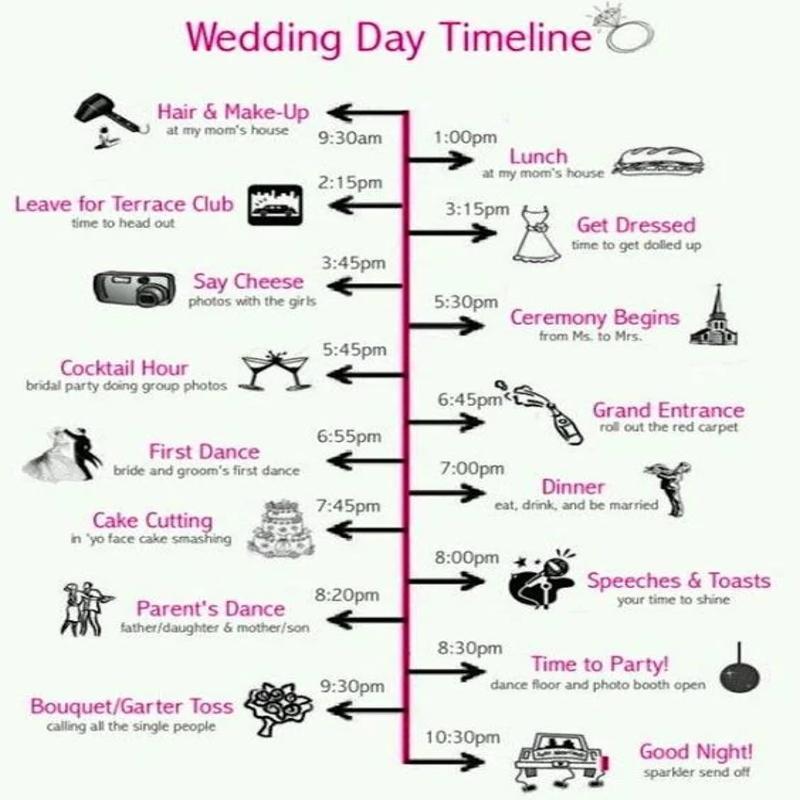 Wedding Day Timeline
Hair & Make-Up
at my mom's house
9:30am
1:00pm
Lunch
at my mom's house
2:15pm
Leave for Terrace Club
time to head out
3:15pm
Get Dressed
time to get dolled up
3:45pm
Say Cheese
photos with the girls
5:30pm
Ceremony Begins
from Ms. to Mrs.
5:45pm
Cocktail Hour
bridal party doing group photos
6:45pm
Grand Entrance
roll out the red carpet
6:55pm
First Dance
bride and groom's first dance
7:00pm
Dinner
eat, drink, and be married
7:45pm
Cake Cutting
in 'yo face cake smashing
8:00pm
Speeches & Toasts
your time to shine
8:20pm
Parent's Dance
father/daughter & mother/son
8:30pm
Time to Party!
dance floor and photo booth open
9:30pm
Bouquet/Garter Toss
calling all the single people
10:30pm
Good Night!
sparkler send off